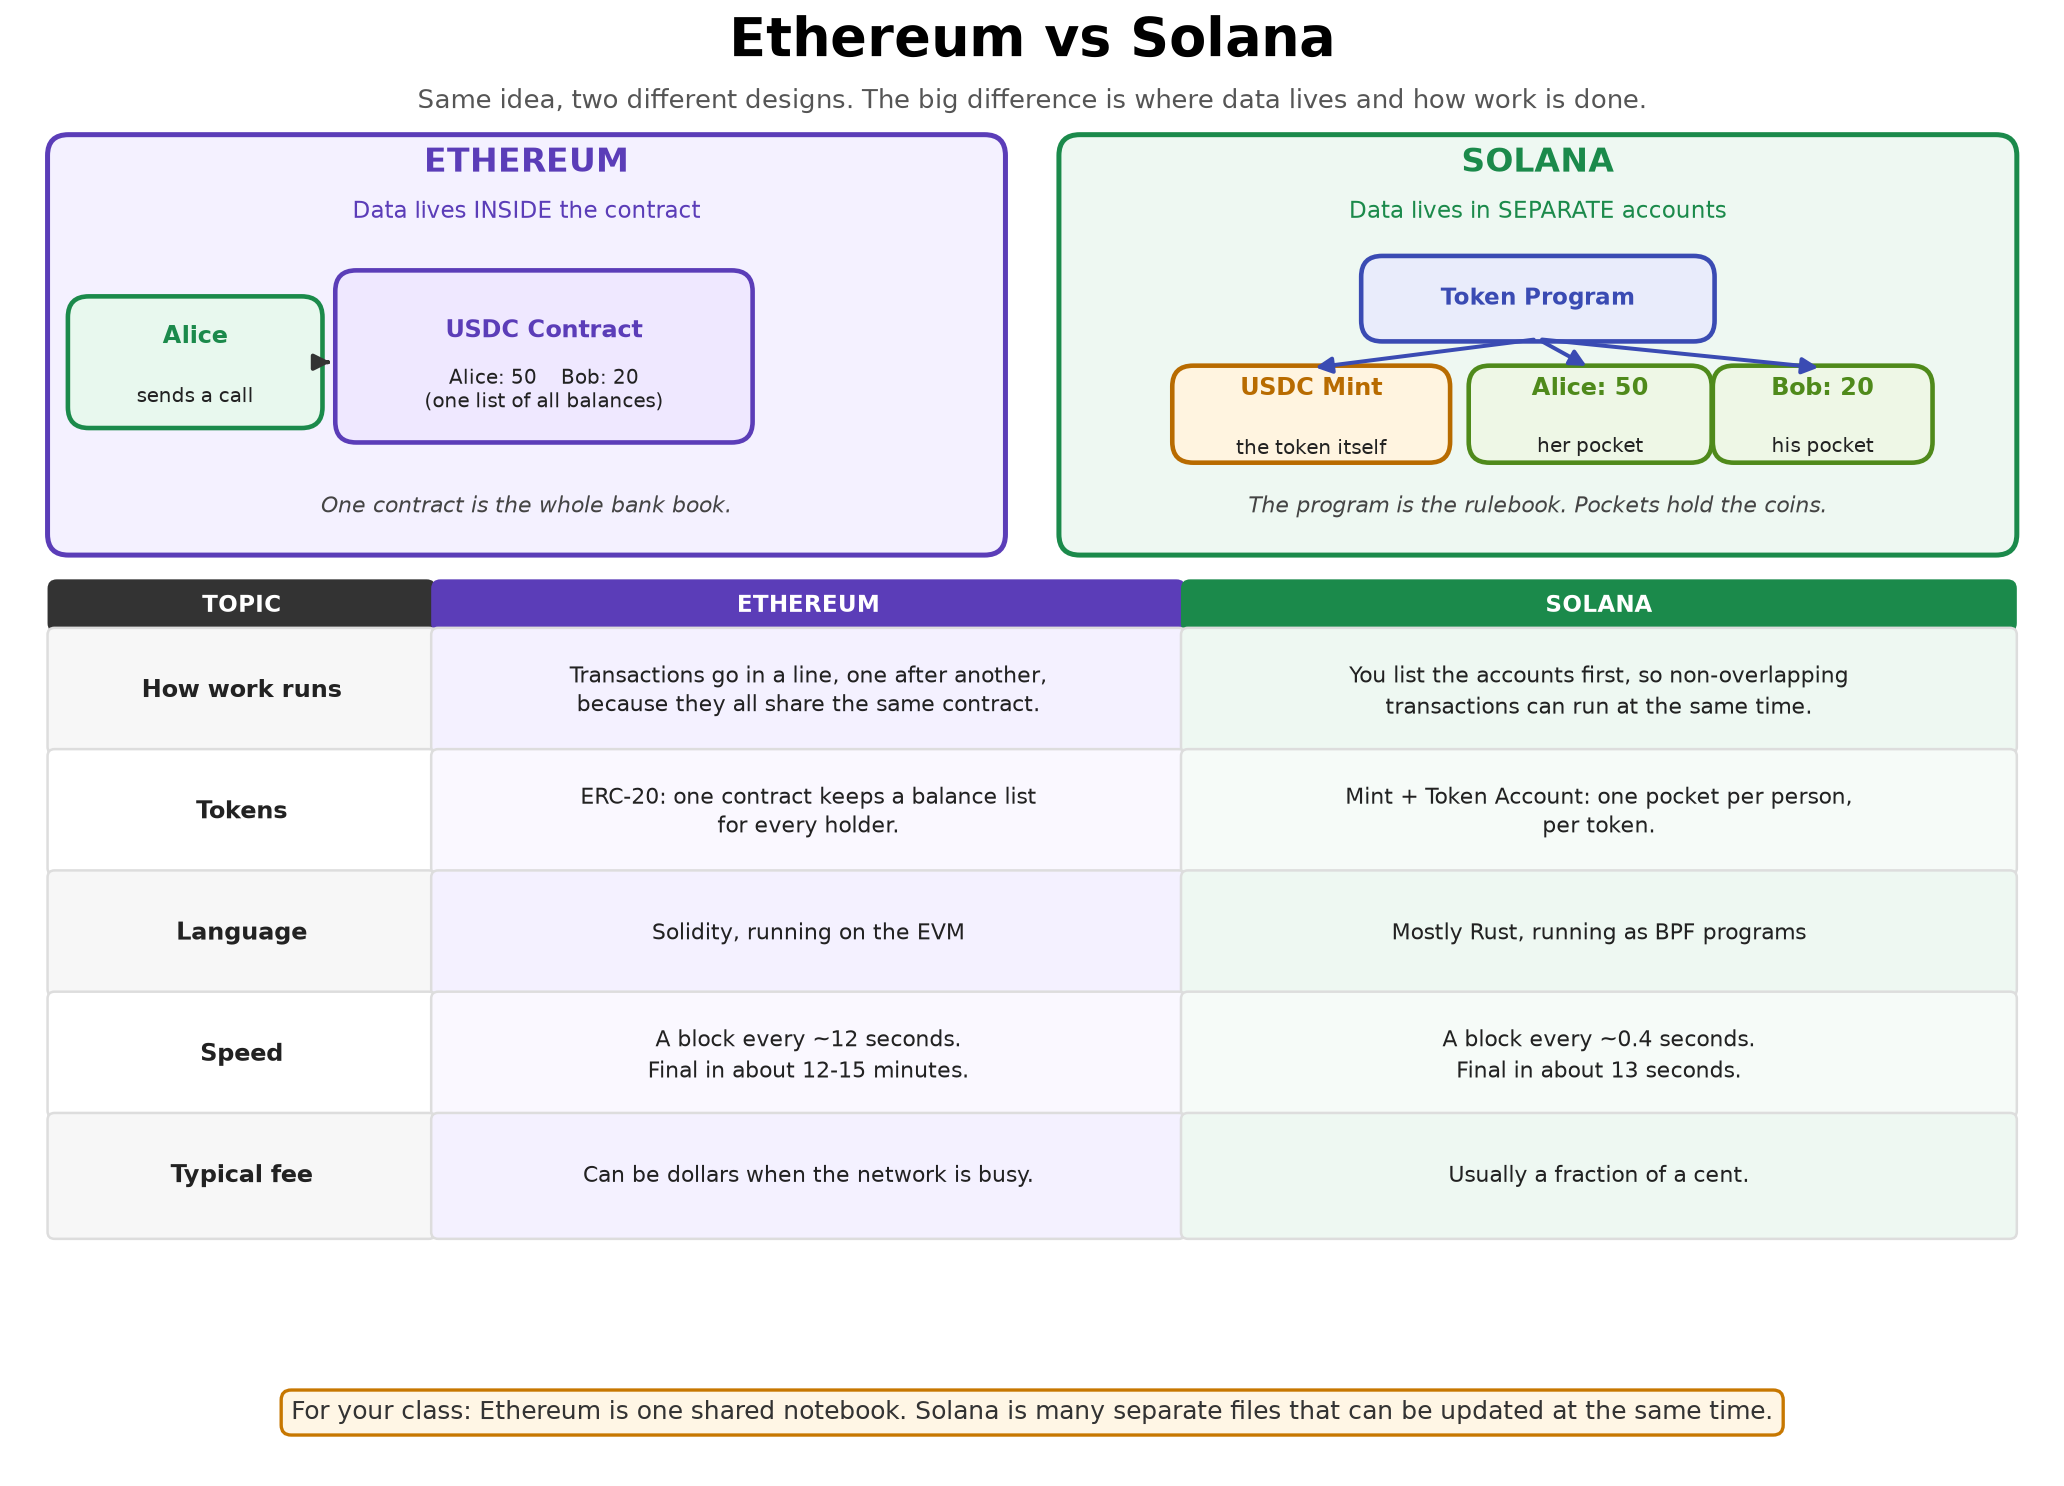 Ethereum vs Solana
Same idea, two different designs. The big difference is where data lives and how work is done.
ETHEREUM
Data lives INSIDE the contract
Alice
sends a call
USDC Contract
Alice: 50    Bob: 20
(one list of all balances)
One contract is the whole bank book.
SOLANA
Data lives in SEPARATE accounts
Token Program
USDC Mint
the token itself
Alice: 50
her pocket
Bob: 20
his pocket
The program is the rulebook. Pockets hold the coins.
TOPIC
ETHEREUM
SOLANA
How work runs
Transactions go in a line, one after another,
because they all share the same contract.
You list the accounts first, so non-overlapping
transactions can run at the same time.
Tokens
ERC-20: one contract keeps a balance list
for every holder.
Mint + Token Account: one pocket per person,
per token.
Language
Solidity, running on the EVM
Mostly Rust, running as BPF programs
Speed
A block every ~12 seconds.
Final in about 12-15 minutes.
A block every ~0.4 seconds.
Final in about 13 seconds.
Typical fee
Can be dollars when the network is busy.
Usually a fraction of a cent.
For your class: Ethereum is one shared notebook. Solana is many separate files that can be updated at the same time.